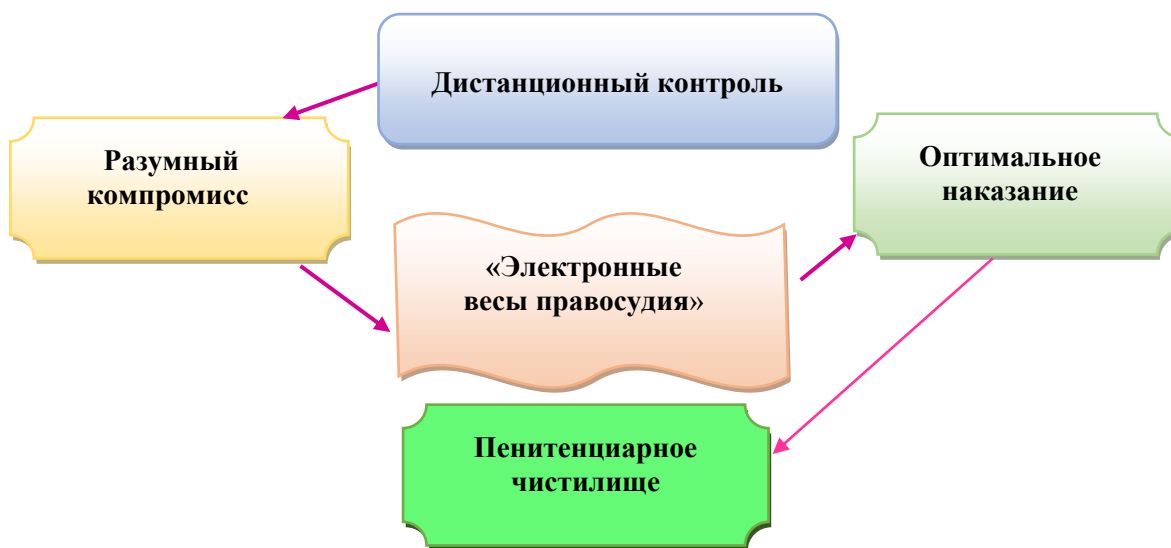 Дистанционный контроль
Разумный
компромисс
Оптимальное
наказание
«Электронные
весы правосудия»
Пенитенциарное
чистилище